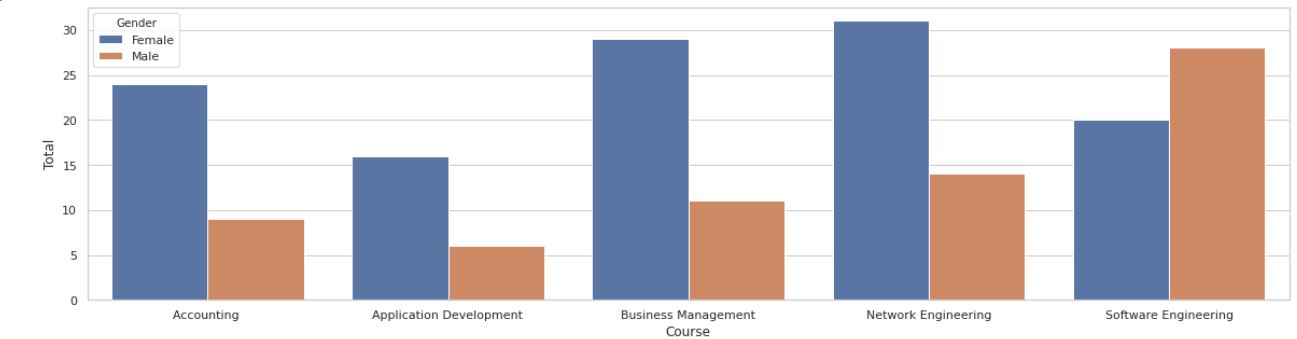 Gender
Female
Male
30
25
20
15
10
5
0
Total
Accounting
Application Development
Business Management
Network Engineering
Software Engineering
Course